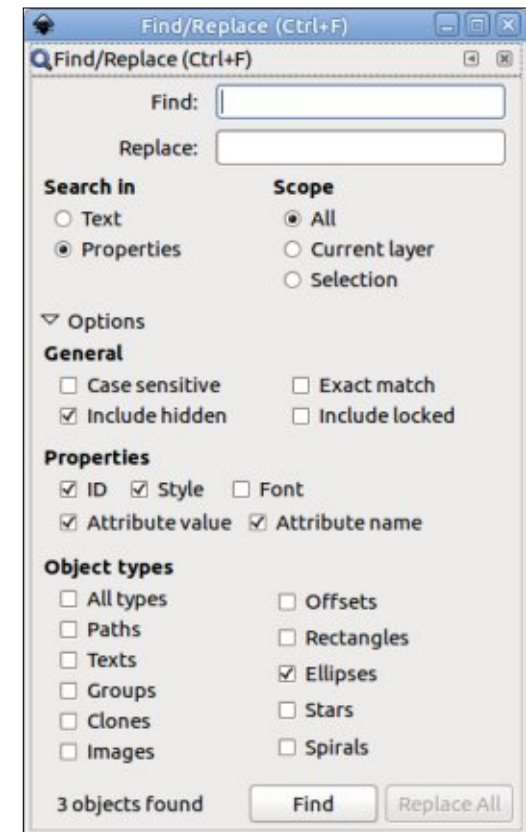 Find/Replace (Ctrl+F)
Find/Replace (Ctrl+F)
Find:
Replace:
Search in
Scope
Text
All
Properties
Current layer
Selection
Options
General
Case sensitive
Exact match
Include hidden
Include locked
Properties
ID
Style
Font
Attribute value
Attribute name
Object types
All types
Offsets
Paths
Rectangles
Texts
Ellipses
Groups
Stars
Clones
Spirals
Images
3 objects found
Find
Replace All